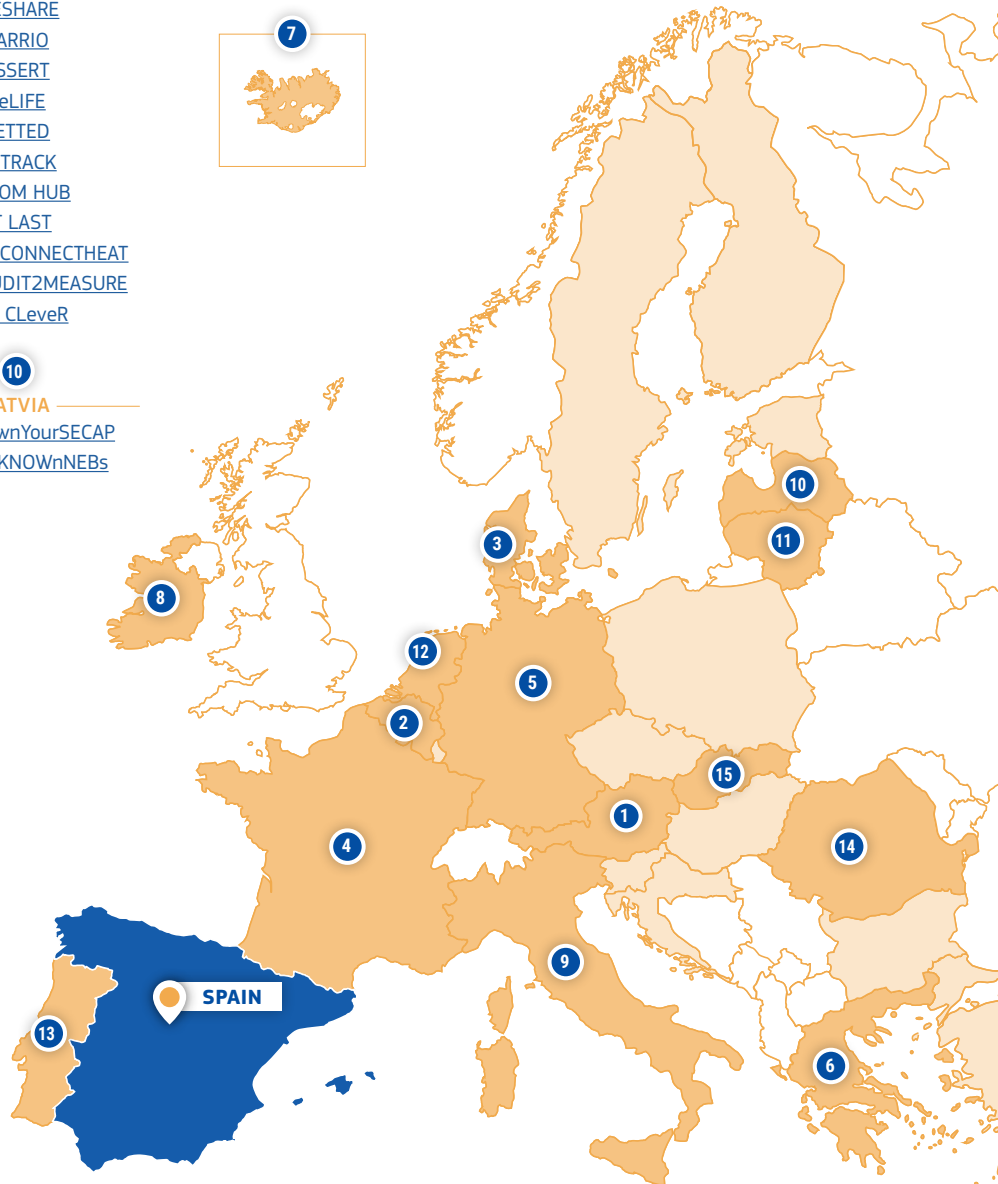 ESHARE
ARRIO
SSERT
eLIFE
ETTED
TRACK
OM HUB
T LAST
CONNECTHEAT
UDIT2MEASURE
CLeveR
10
ATVIA
wnYourSECAP
KNOWnNEBs
7
10
11
3
8
12
5
2
15
1
4
14
9
SPAIN
13
6